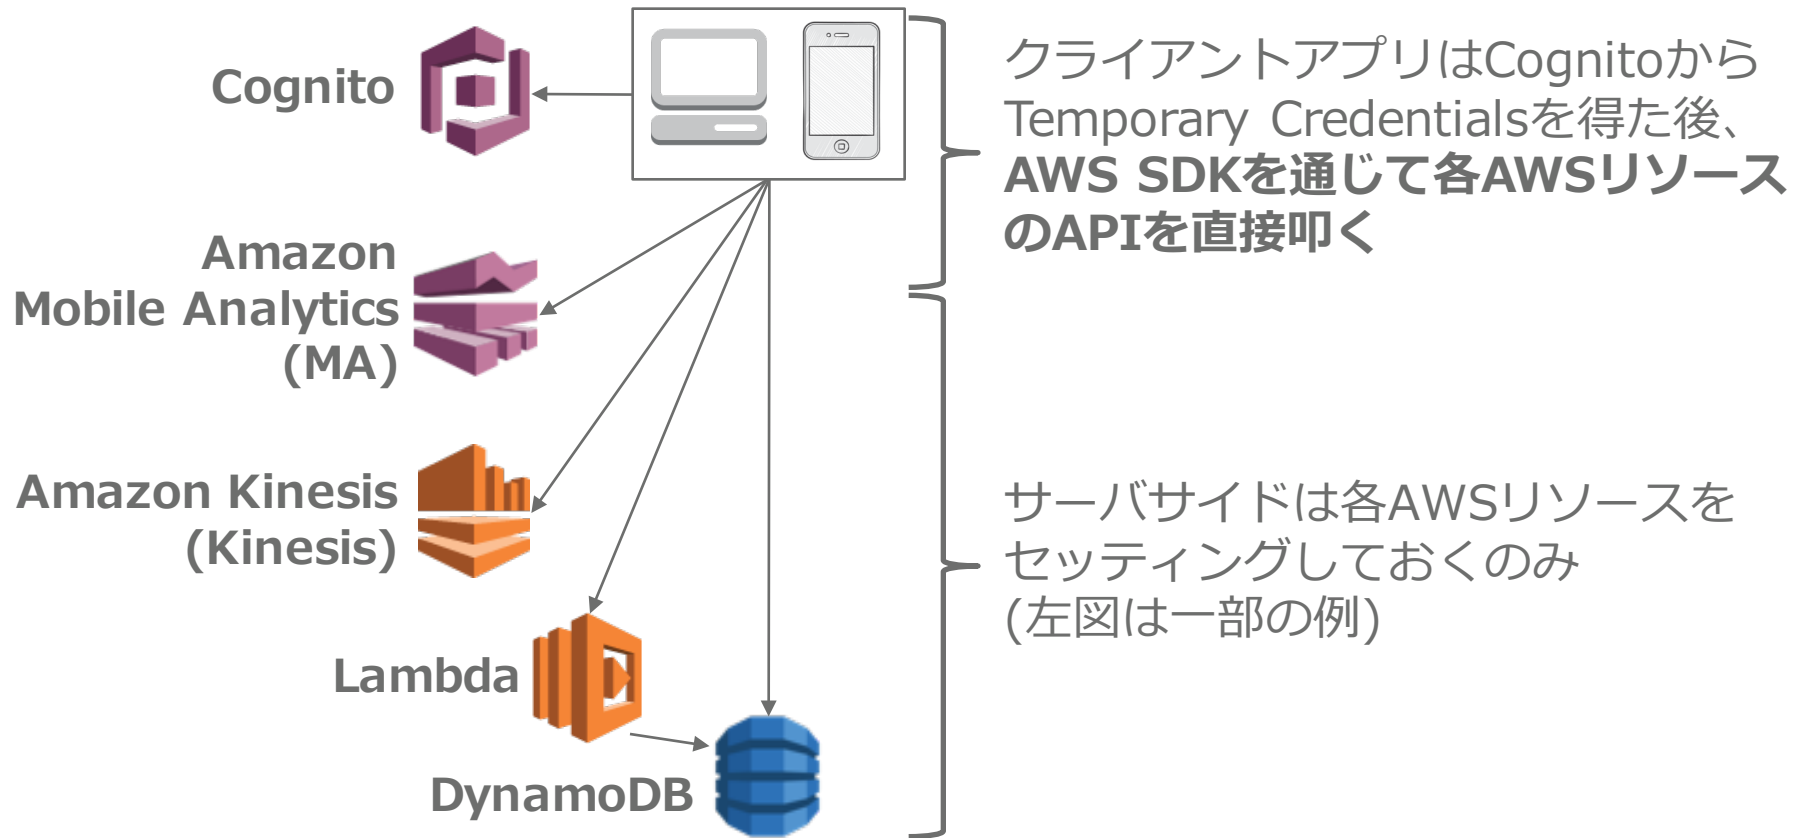 Cognito
クライアントアプリはCognitoから
Temporary Credentialsを得た後、
AWS SDKを通じて各AWSリソース
のAPIを直接叩く
Amazon
Mobile Analytics
(MA)
Amazon Kinesis
(Kinesis)
サーバサイドは各AWSリソースを
セッティングしておくのみ
(左図は一部の例)
Lambda
DynamoDB